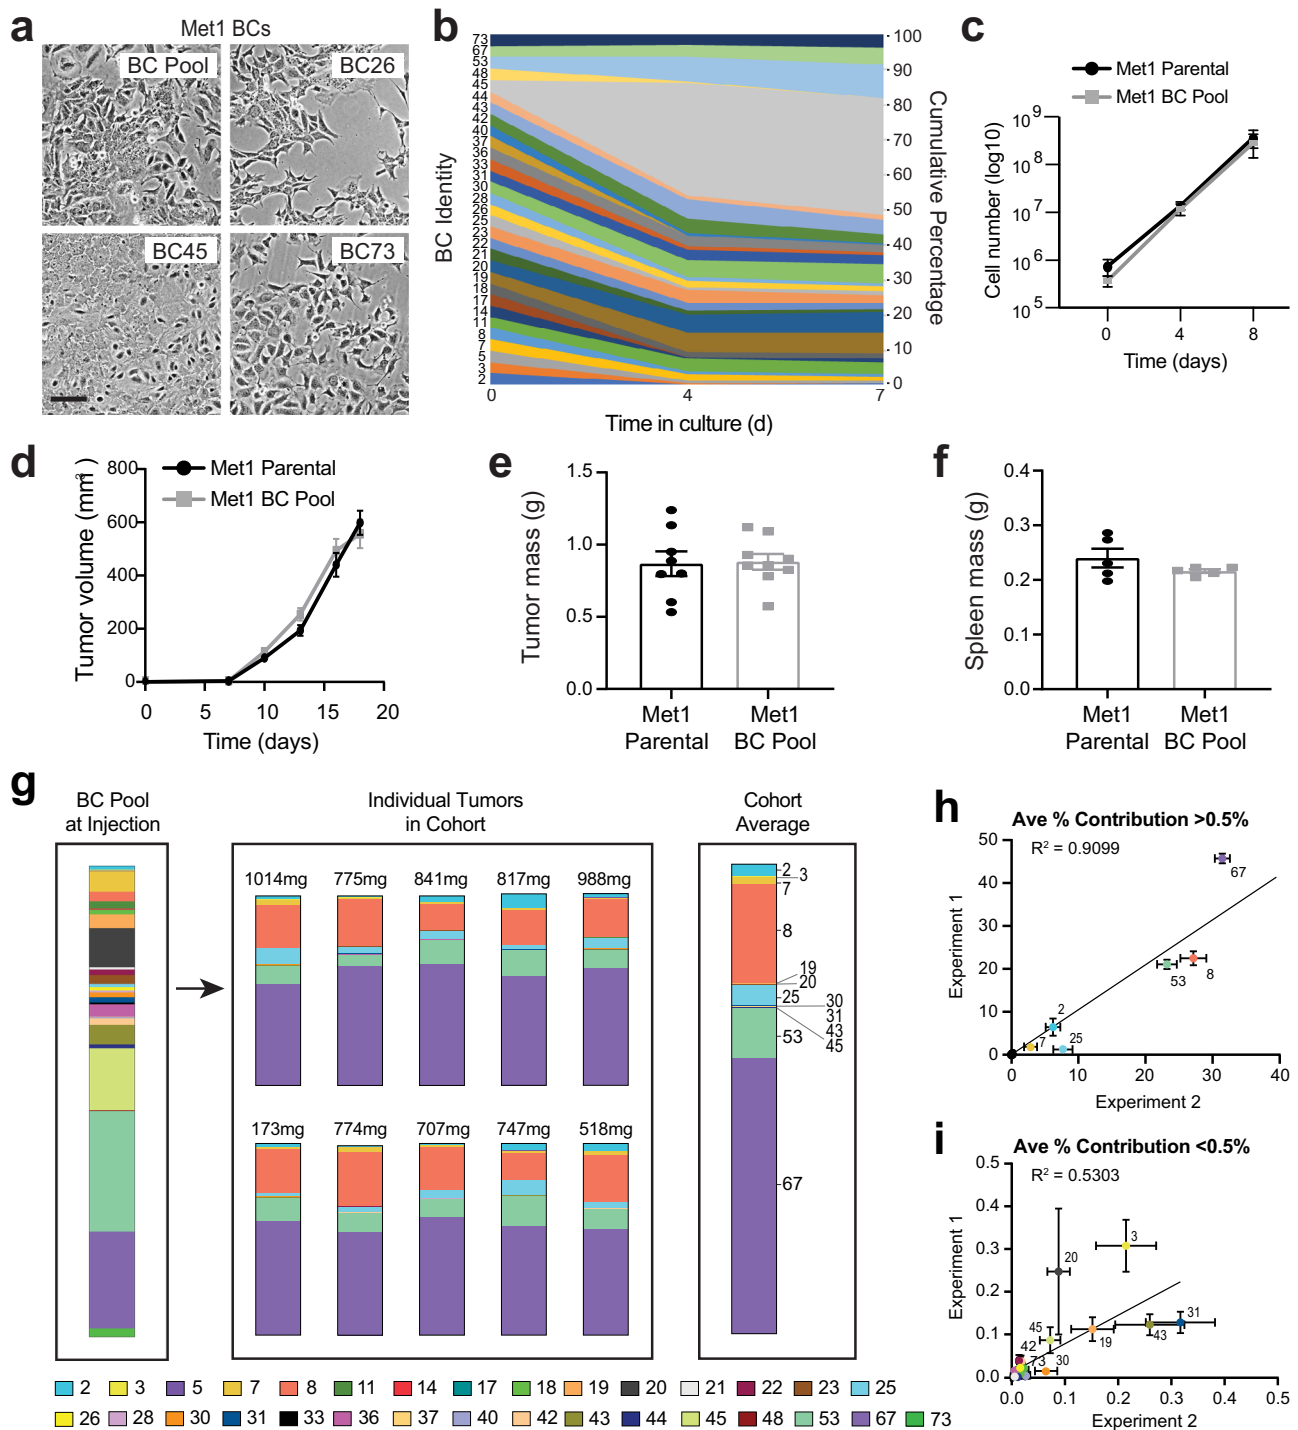 a
Met1 BCs
BC Pool
BC26
BC45
BC73
b
BC Identity
73
67
53
48
45
44
43
42
40
37
36
33
31
30
28
26
25
23
22
21
20
19
18
17
14
11
8
7
5
3
2
100
90
80
70
60
50
40
30
20
10
0
Cumulative Percentage
0 4 7
Time in culture (d)
c
Met1 Parental
Met1 BC Pool
Cell number (log10)
10^9
10^8
10^7
10^6
10^5
0 4 8
Time (days)
d
Met1 Parental
Met1 BC Pool
Tumor volume (mm³)
800
600
400
200
0
0 5 10 15 20
Time (days)
e
Tumor mass (g)
1.5
1.0
0.5
0.0
Met1 Parental
Met1 BC Pool
f
Spleen mass (g)
0.4
0.3
0.2
0.1
0.0
Met1 Parental
Met1 BC Pool
g
BC Pool
at Injection
Individual Tumors
in Cohort
1014mg 775mg 841mg 817mg 988mg
173mg 774mg 707mg 747mg 518mg
Cohort
Average
2
3
7
8
19
20
25
30
31
43
45
53
67
2 3 5 7 8 11 14 17 18 19 20 21 22 23 25
26 28 30 31 33 36 37 40 42 43 44 45 48 53 67 73
h
Ave % Contribution >0.5%
R² = 0.9099
Experiment 1
50
40
30
20
10
0
67
8
53
2
7
25
0 10 20 30 40
Experiment 2
i
Ave % Contribution <0.5%
R² = 0.5303
Experiment 1
0.5
0.4
0.3
0.2
0.1
0.0
3
20
31
45
19
43
42
73
30
0.0 0.1 0.2 0.3 0.4 0.5
Experiment 2